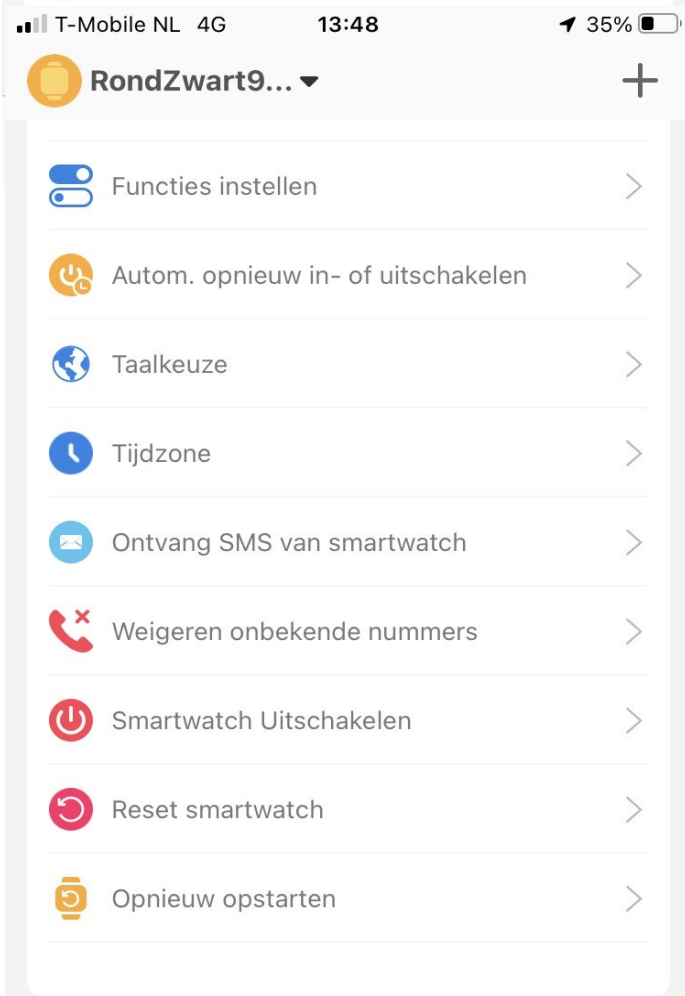 T-Mobile NL 4G 13:48 35%
RondZwart9...
Functies instellen
Autom. opnieuw in- of uitschakelen
Taalkeuze
Tijdzone
Ontvang SMS van smartwatch
Weigeren onbekende nummers
Smartwatch Uitschakelen
Reset smartwatch
Opnieuw opstarten